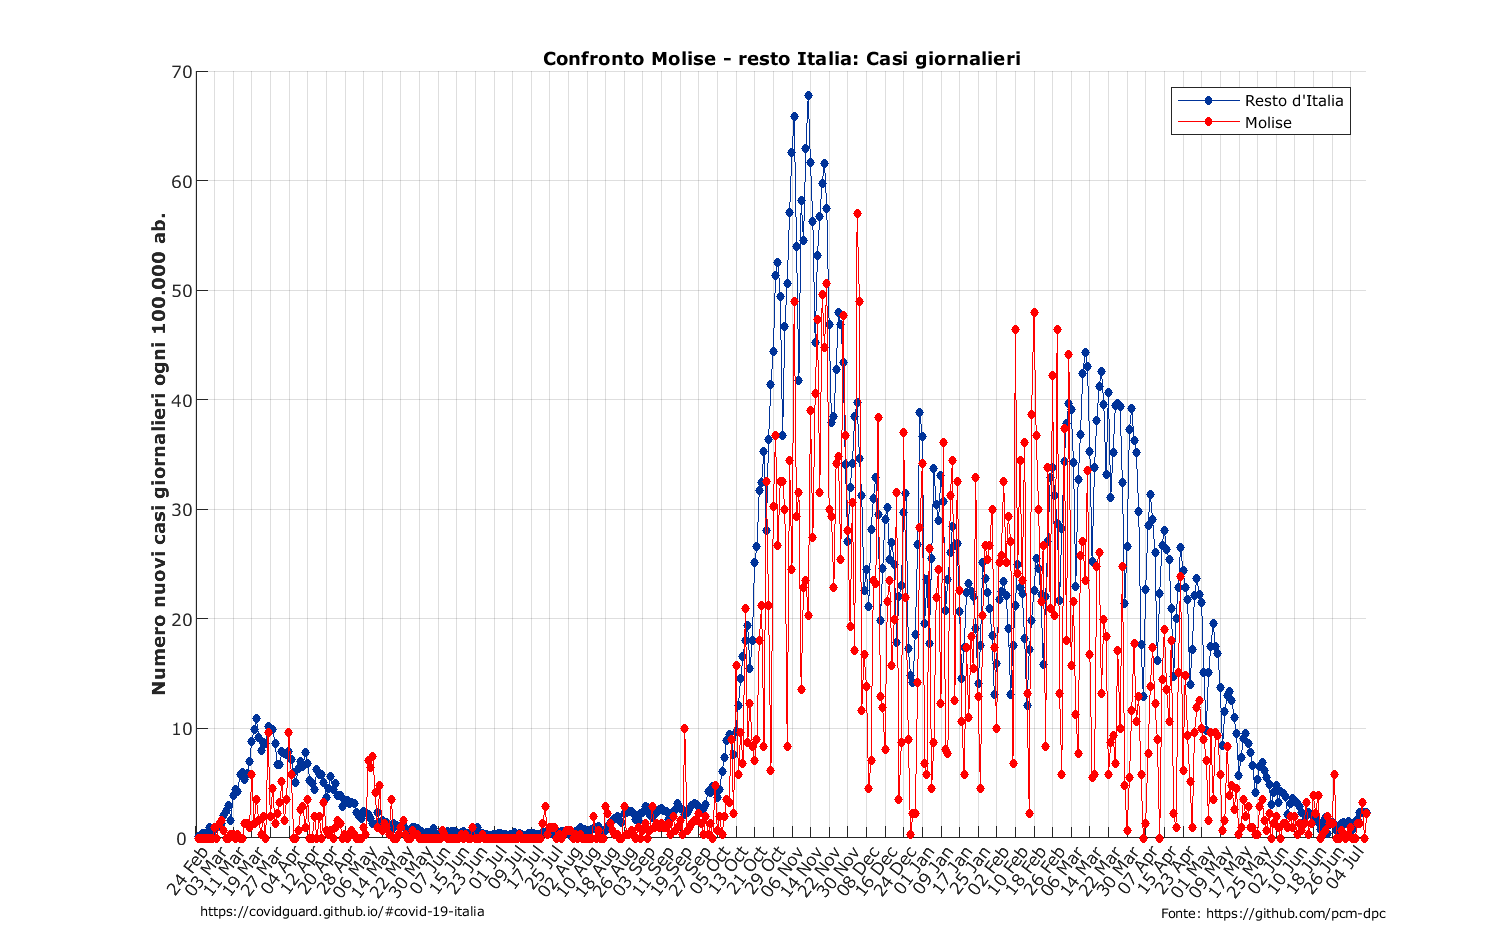 Confronto Molise - resto Italia: Casi giornalieri
Resto d'Italia
Molise
Numero nuovi casi giornalieri ogni 100.000 ab.
70
60
50
40
30
20
10
0
24 Feb
03 Mar
11 Mar
19 Mar
27 Mar
04 Apr
12 Apr
20 Apr
28 Apr
06 May
14 May
22 May
30 May
07 Jun
15 Jun
23 Jun
01 Jul
09 Jul
17 Jul
25 Jul
02 Aug
10 Aug
18 Aug
26 Aug
03 Sep
11 Sep
19 Sep
27 Sep
05 Oct
13 Oct
21 Oct
29 Oct
06 Nov
14 Nov
22 Nov
30 Nov
08 Dec
16 Dec
24 Dec
01 Jan
09 Jan
17 Jan
25 Jan
02 Feb
10 Feb
18 Feb
26 Feb
06 Mar
14 Mar
22 Mar
30 Mar
07 Apr
15 Apr
23 Apr
01 May
09 May
17 May
25 May
02 Jun
10 Jun
18 Jun
26 Jun
04 Jul
https://covidguard.github.io/#covid-19-italia
Fonte: https://github.com/pcm-dpc